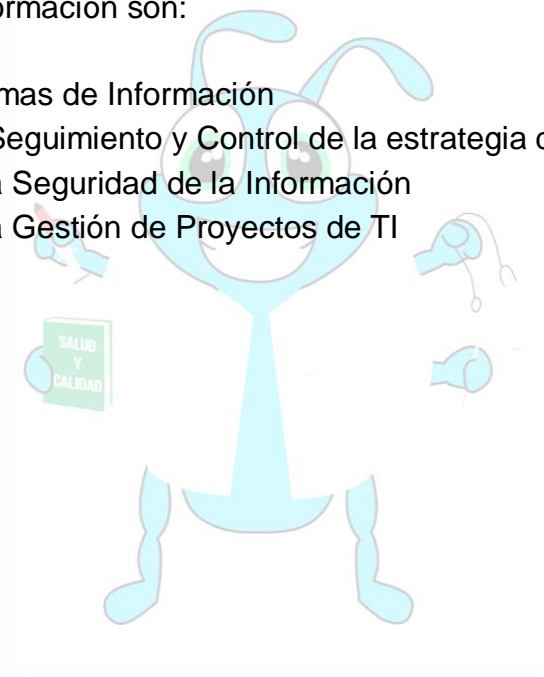 ormación son:
mas de Información
Seguimiento y Control de la estrategia d
a Seguridad de la Información
a Gestión de Proyectos de TI
SALUD
Y
CALIDAD